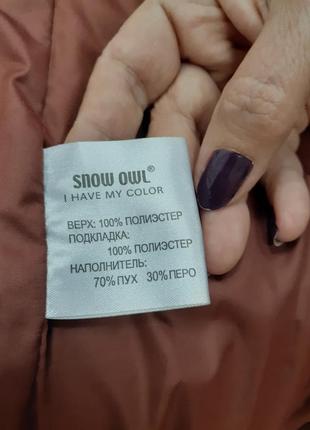 SNOW OWL®
I HAVE MY COLOR
ВЕРХ: 100% ПОЛИЭСТЕР
ПОДКЛАДКА:
100% ПОЛИЭСТЕР
НАПОЛНИТЕЛЬ:
70% ПУХ 30% ПЕРО